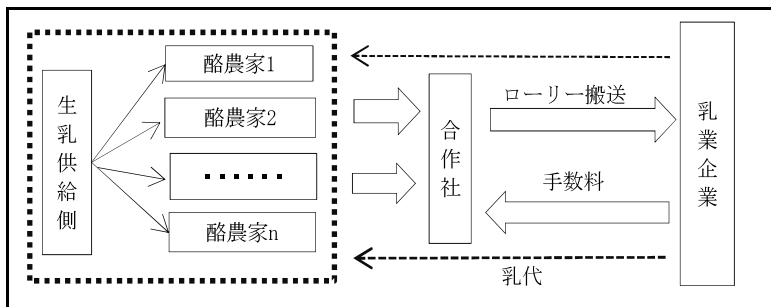 生乳供給側
酪農家1
酪農家2
・・・・・・
酪農家n
合作社
ローリー搬送
手数料
乳代
乳業企業